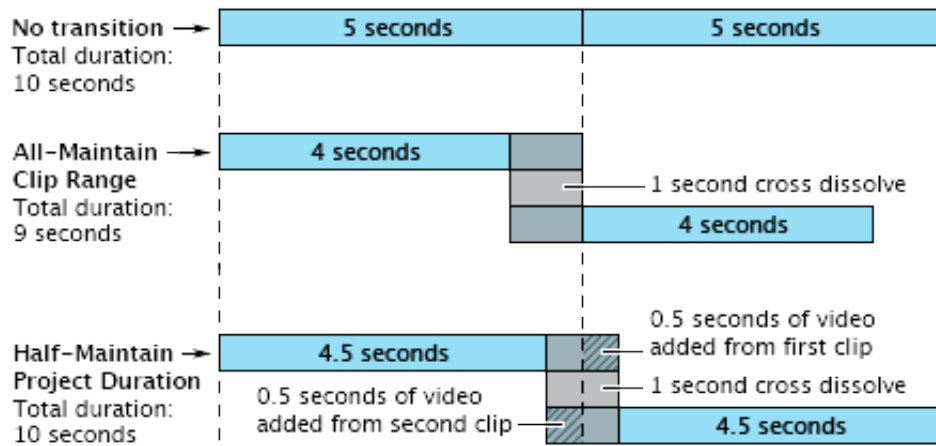 No transition
Total duration:
10 seconds
5 seconds
5 seconds
All-Maintain
Clip Range
Total duration:
9 seconds
4 seconds
1 second cross dissolve
4 seconds
Half-Maintain
Project Duration
Total duration:
10 seconds
4.5 seconds
0.5 seconds of video
added from first clip
1 second cross dissolve
0.5 seconds of video
added from second clip
4.5 seconds